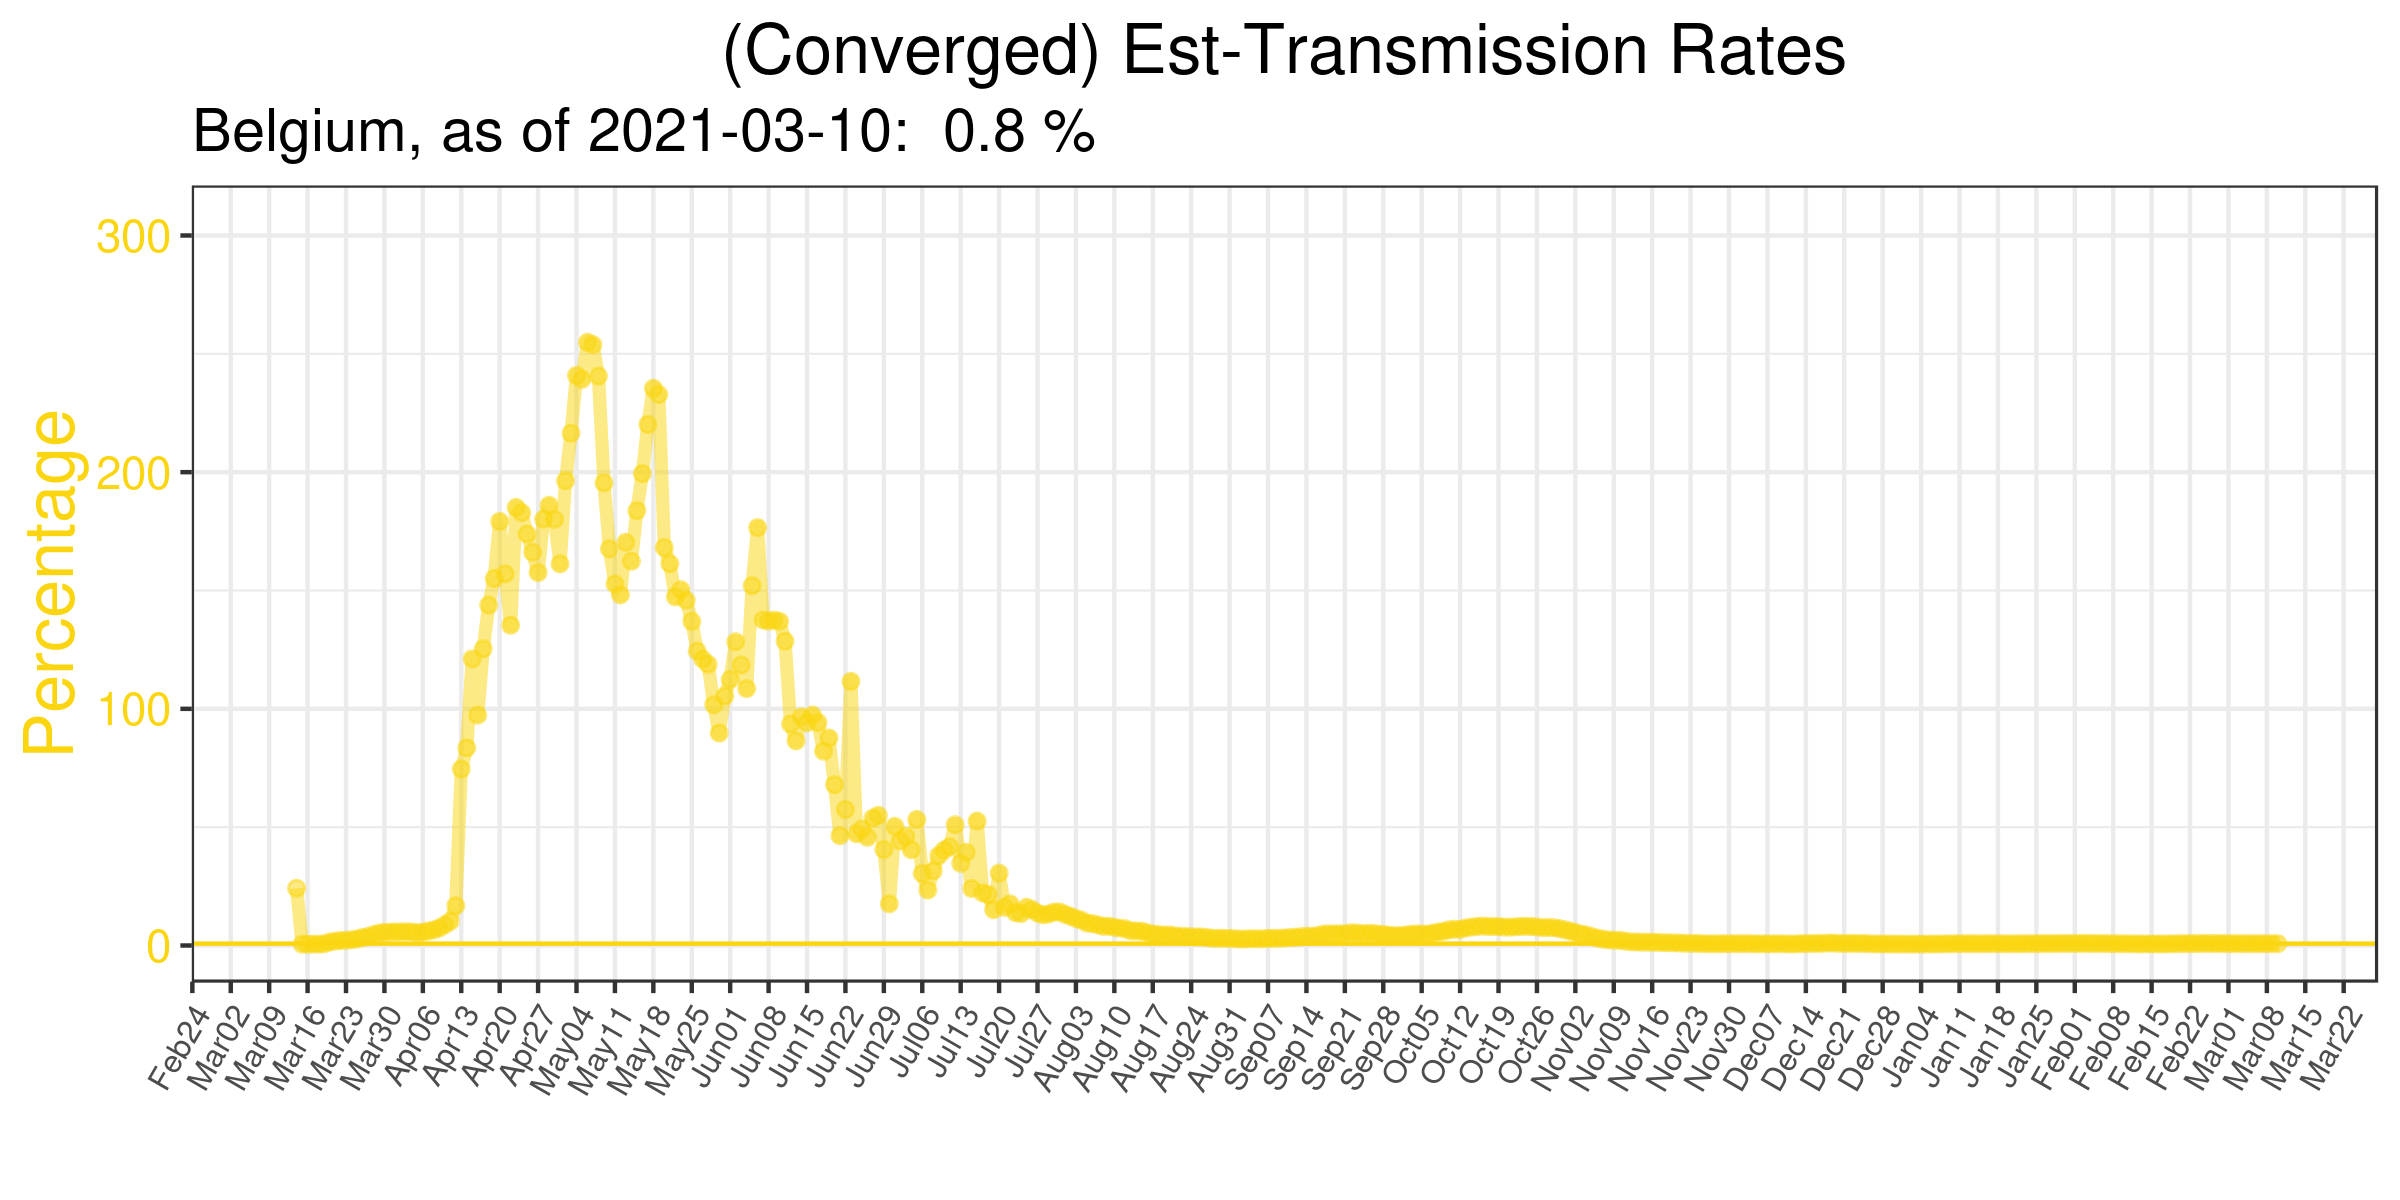 (Converged) Est-Transmission Rates
Belgium, as of 2021-03-10:  0.8 %
Percentage
300
200
100
0
Feb24 Mar02 Mar09 Mar16 Mar23 Mar30 Apr06 Apr13 Apr20 Apr27 May04 May11 May18 May25 Jun01 Jun08 Jun15 Jun22 Jun29 Jul06 Jul13 Jul20 Jul27 Aug03 Aug10 Aug17 Aug24 Aug31 Sep07 Sep14 Sep21 Sep28 Oct05 Oct12 Oct19 Oct26 Nov02 Nov09 Nov16 Nov23 Nov30 Dec07 Dec14 Dec21 Dec28 Jan04 Jan11 Jan18 Jan25 Feb01 Feb08 Feb15 Feb22 Mar01 Mar08 Mar15 Mar22